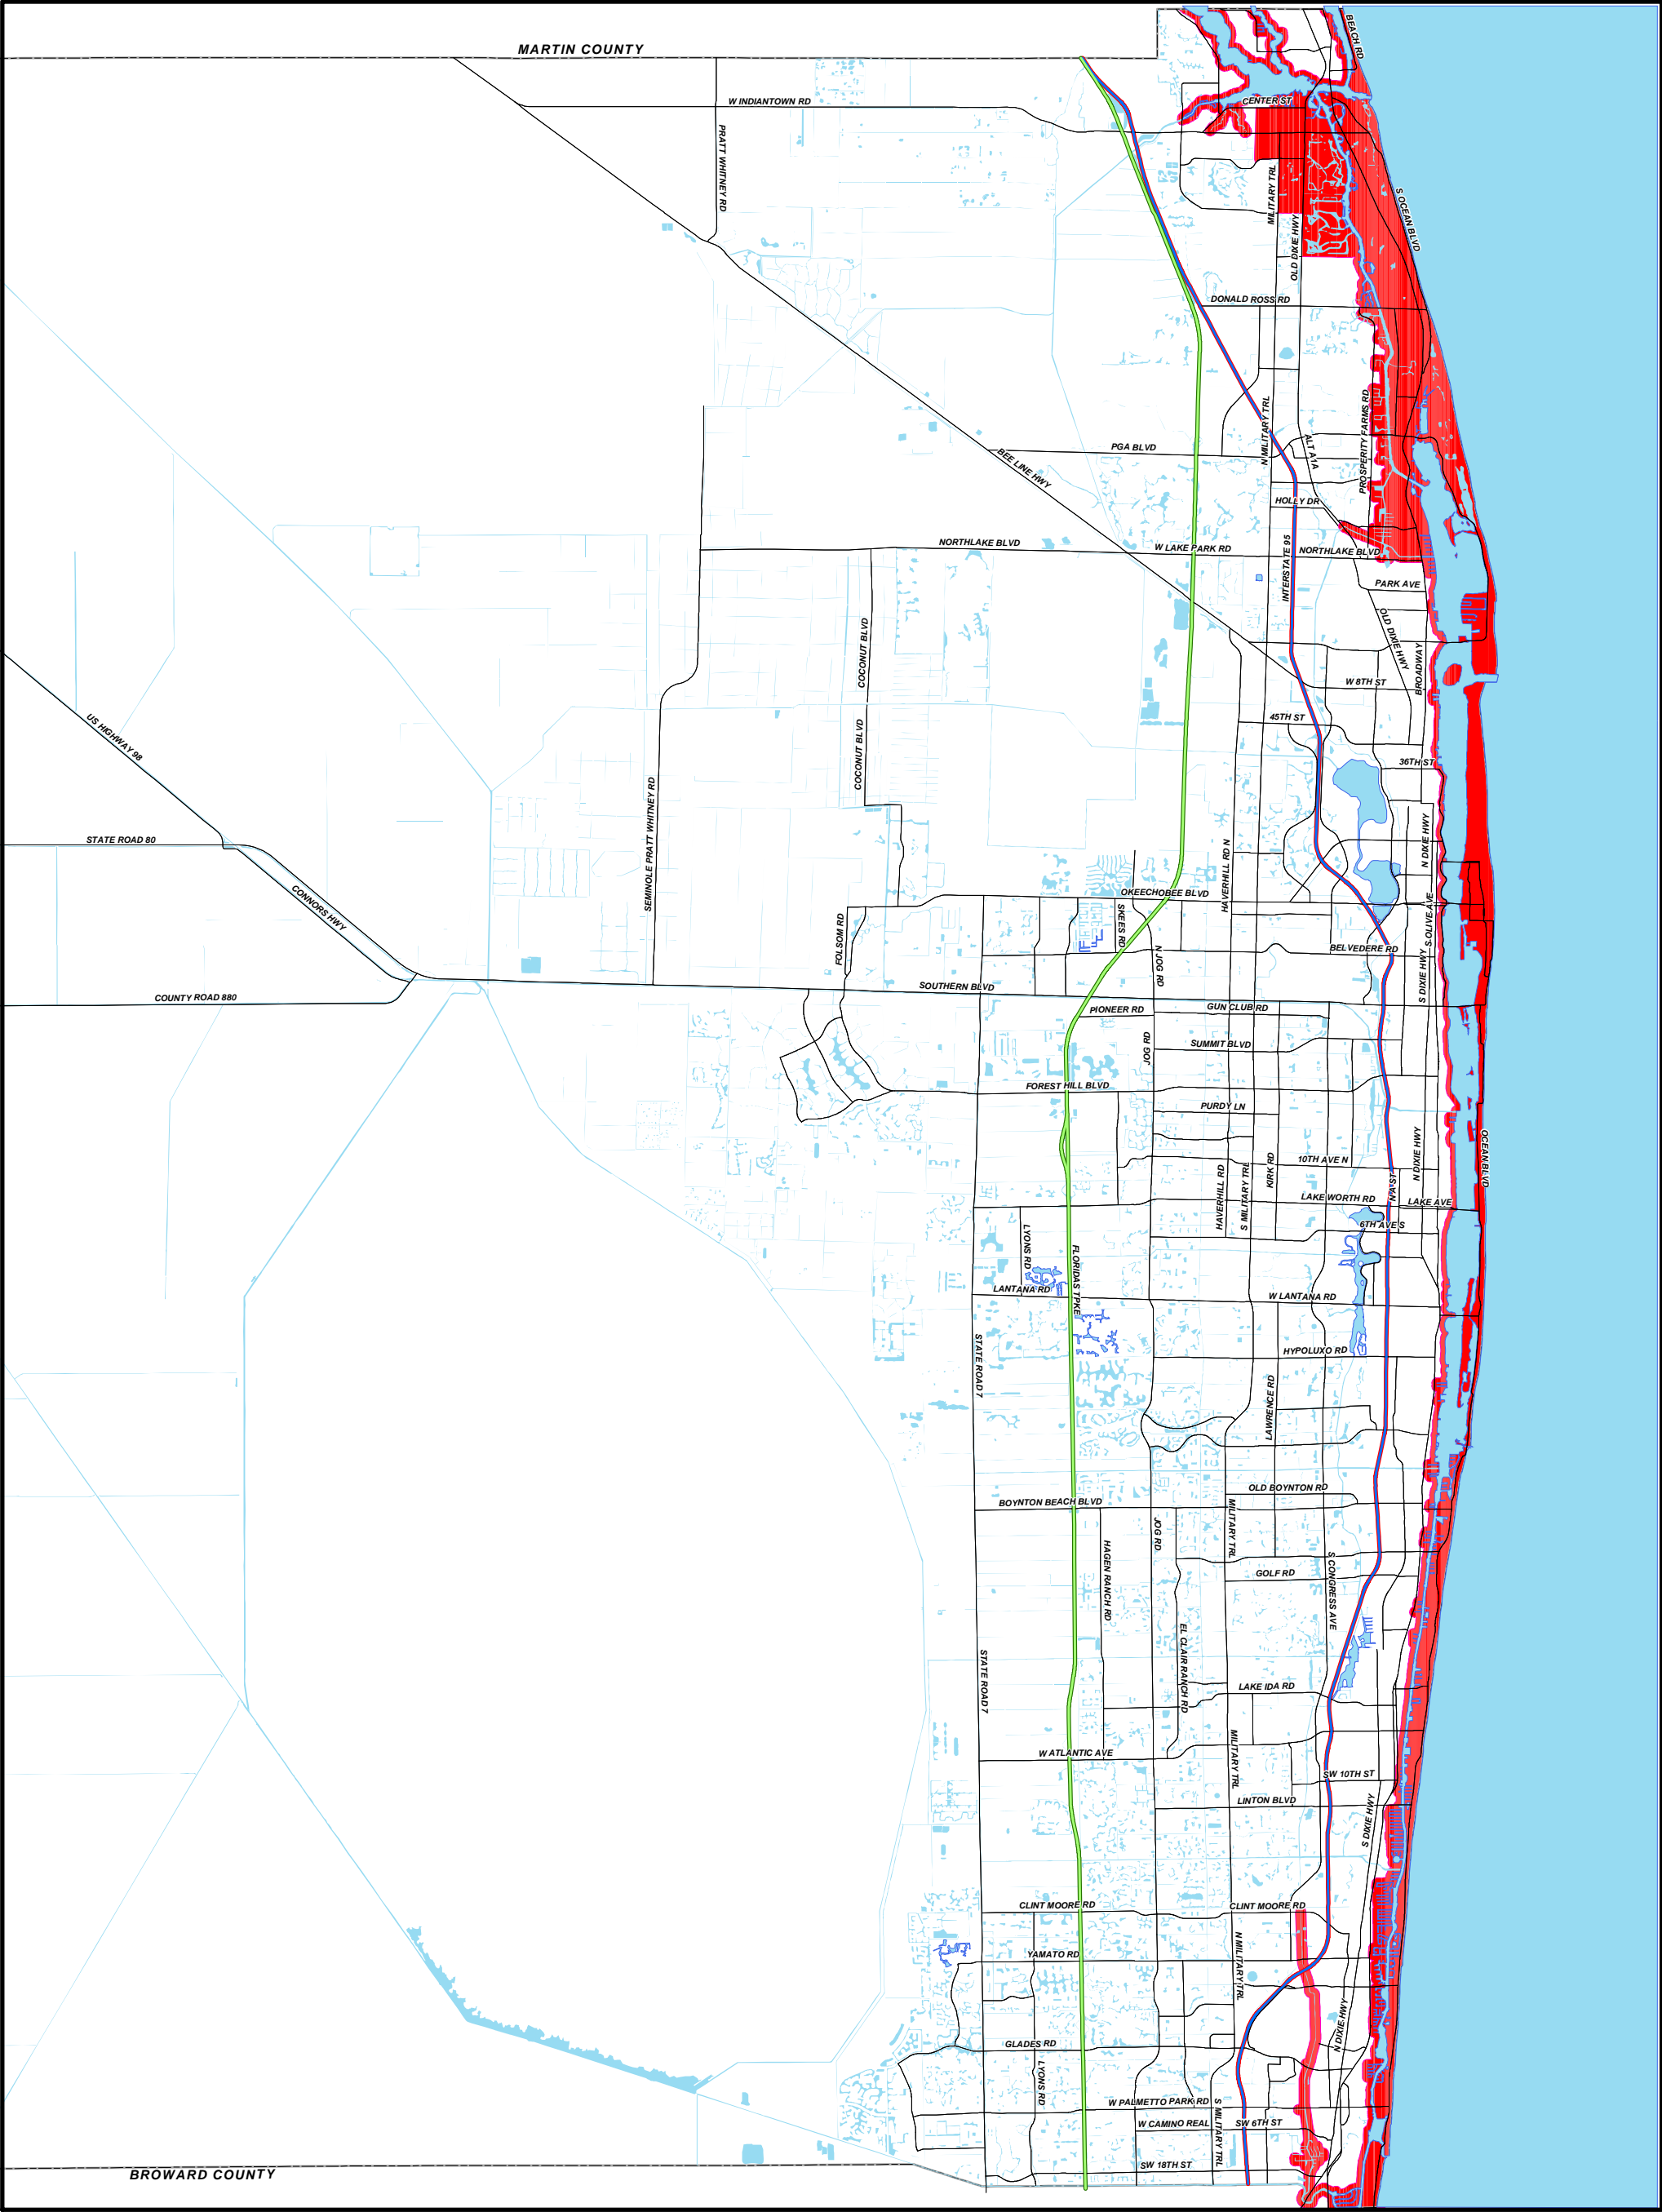 MARTIN COUNTY
BEACH RD
W INDIANTOWN RD
CENTER ST
PRATT WHITNEY RD
MILITARY TRL
S OCEAN BLVD
OLD DIXIE HWY
DONALD ROSS RD
N MILITARY TRL
PROSPERITY FARMS RD
ALT A1A
PGA BLVD
BEE LINE HWY
HOLLY DR
NORTHLAKE BLVD
W LAKE PARK RD
NORTHLAKE BLVD
INTERSTATE 95
PARK AVE
OLD DIXIE HWY
COCONUT BLVD
BROADWAY
W 8TH ST
US HIGHWAY 98
45TH ST
COCONUT BLVD
36TH ST
SEMINOLE PRATT WHITNEY RD
STATE ROAD 80
N DIXIE HWY
HAVERHILL RD N
CONNORS HWY
OKEECHOBEE BLVD
FOLSOM RD
SKEES RD
S OLIVE AVE
BELVEDERE RD
N JOG RD
S DIXIE HWY
SOUTHERN BLVD
COUNTY ROAD 880
PIONEER RD
GUN CLUB RD
JOG RD
SUMMIT BLVD
FOREST HILL BLVD
PURDY LN
N DIXIE HWY
OCEAN BLVD
10TH AVE N
KIRK RD
HAVERHILL RD
S MILITARY TRL
N A ST
LAKE WORTH RD
LAKE AVE
6TH AVE S
LYONS RD
FLORIDAS TPKE
LANTANA RD
W LANTANA RD
STATE ROAD 7
HYPOLUXO RD
LAWRENCE RD
OLD BOYNTON RD
BOYNTON BEACH BLVD
MILITARY TRL
JOG RD
HAGEN RANCH RD
S CONGRESS AVE
GOLF RD
EL CLAIR RANCH RD
STATE ROAD 7
LAKE IDA RD
W ATLANTIC AVE
MILITARY TRL
SW 10TH ST
LINTON BLVD
S DIXIE HWY
CLINT MOORE RD
CLINT MOORE RD
YAMATO RD
N MILITARY TRL
N DIXIE HWY
GLADES RD
LYONS RD
W PALMETTO PARK RD
W CAMINO REAL
SW 6TH ST
S MILITARY TRL
SW 18TH ST
BROWARD COUNTY